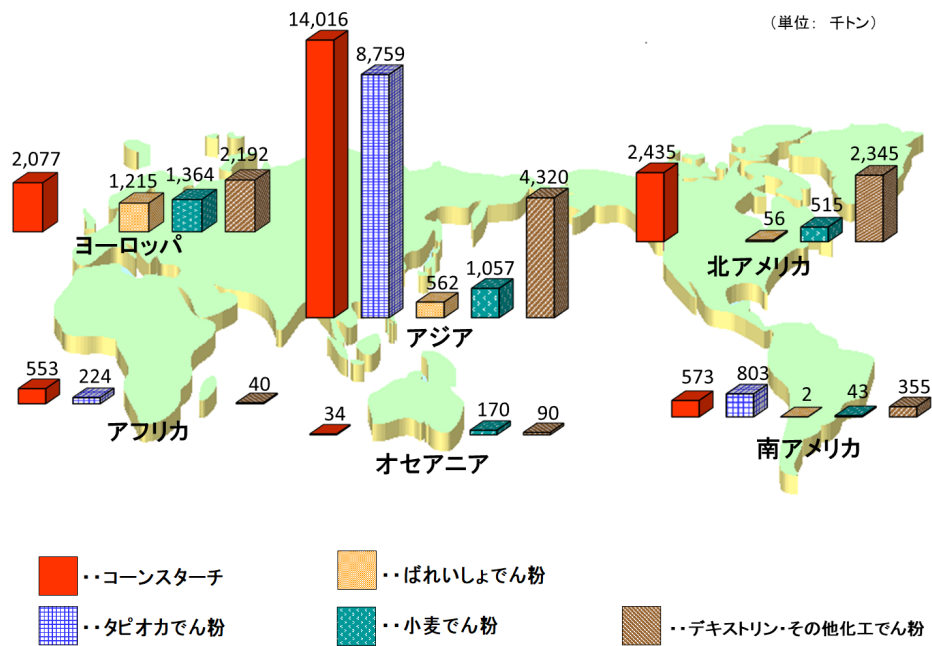 14,016
(単位: 千トン)
8,759
2,077
1,215
1,364
2,192
4,320
2,435
2,345
56
515
ヨーロッパ
562
1,057
北アメリカ
アジア
553
224
40
アフリカ
34
170
90
オセアニア
573
803
2
43
355
南アメリカ
・・コーンスターチ
・・ばれいしょでん粉
・・タピオカでん粉
・・小麦でん粉
・・デキストリン・その他化工でん粉